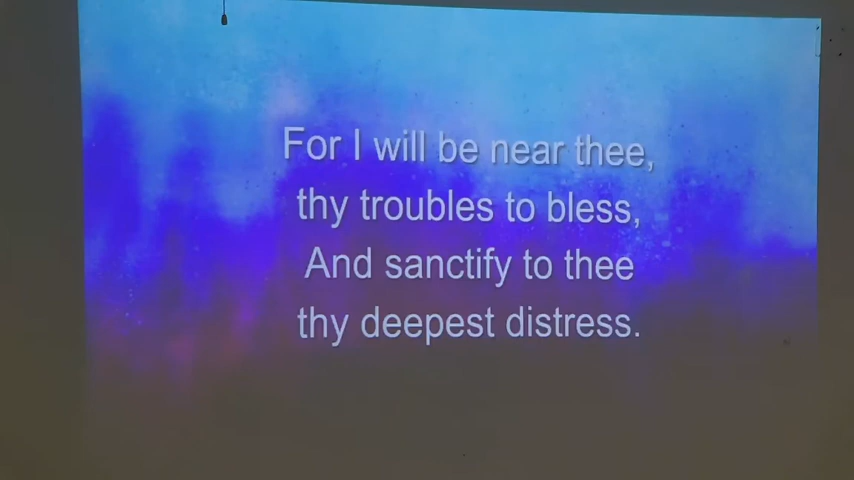 For I will be near thee,
thy troubles to bless,
And sanctify to thee
thy deepest distress.